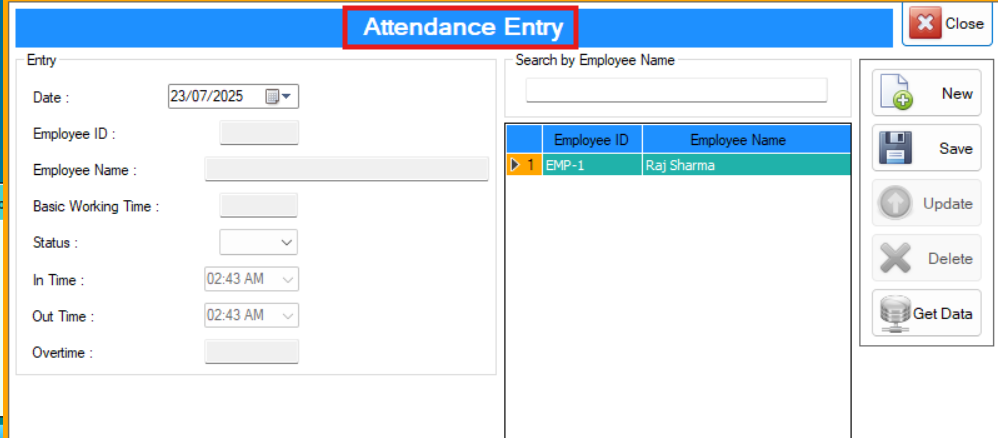 Attendance Entry
Close
Entry
Date :
23/07/2025
Employee ID :
Employee Name :
Basic Working Time :
Status :
In Time :
02:43 AM
Out Time :
02:43 AM
Overtime :
Search by Employee Name
Employee ID Employee Name
1 EMP-1 Raj Sharma
New
Save
Update
Delete
Get Data